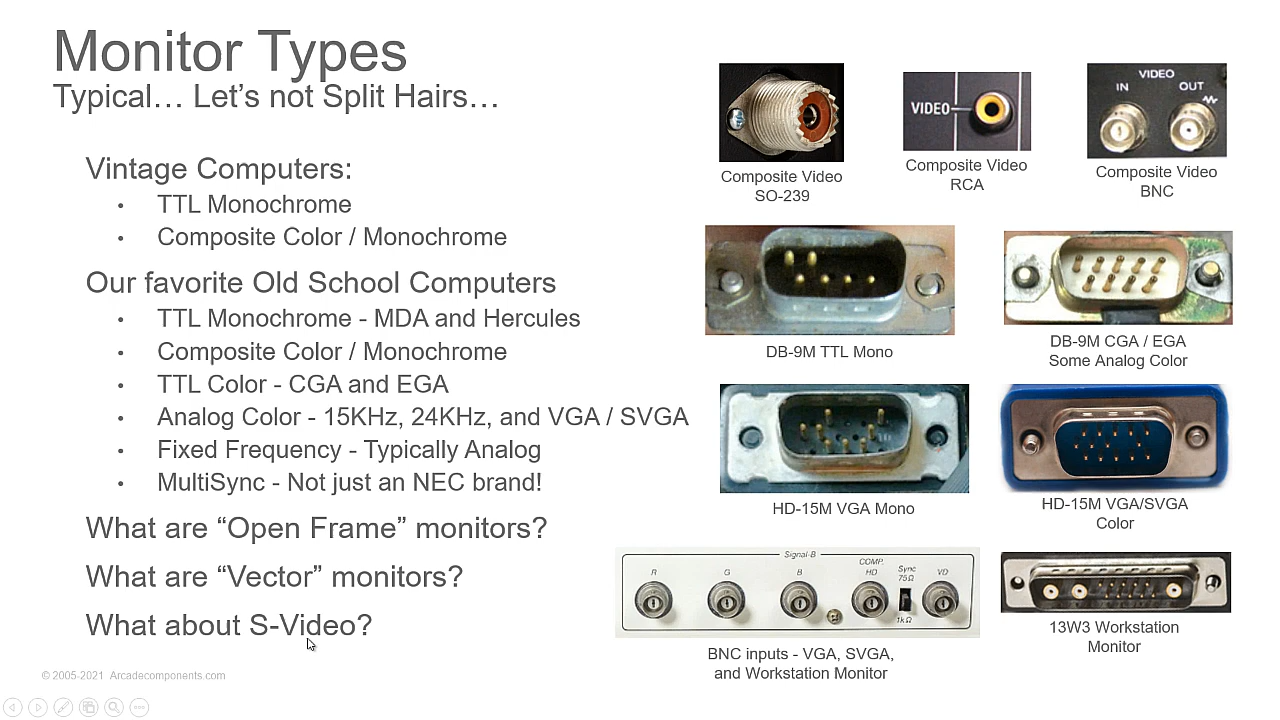 Monitor Types
Typical… Let’s not Split Hairs…
Vintage Computers:
• TTL Monochrome
• Composite Color / Monochrome
Our favorite Old School Computers
• TTL Monochrome - MDA and Hercules
• Composite Color / Monochrome
• TTL Color - CGA and EGA
• Analog Color - 15KHz, 24KHz, and VGA / SVGA
• Fixed Frequency - Typically Analog
• MultiSync - Not just an NEC brand!
What are “Open Frame” monitors?
What are “Vector” monitors?
What about S-Video?
© 2005-2021 Arcadecomponents.com
Composite Video
SO-239
VIDEO
Composite Video
RCA
VIDEO
IN OUT
Composite Video
BNC
DB-9M TTL Mono
DB-9M CGA / EGA
Some Analog Color
HD-15M VGA Mono
HD-15M VGA/SVGA
Color
Signal-B
R G B COMP. HD Sync 75Ω VD
1kΩ
BNC inputs - VGA, SVGA,
and Workstation Monitor
13W3 Workstation
Monitor